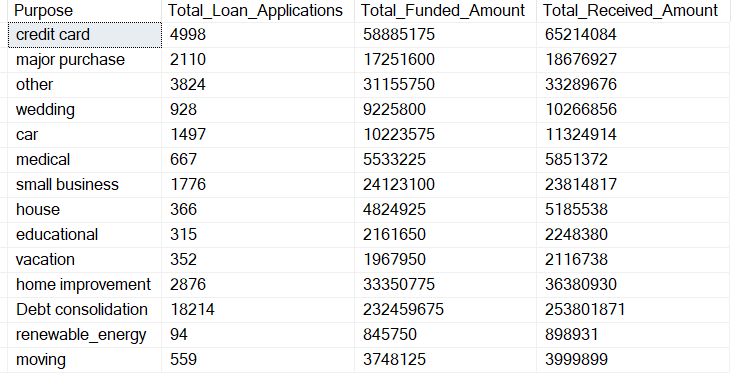 Purpose Total_Loan_Applications Total_Funded_Amount Total_Received_Amount
credit card 4998 58885175 65214084
major purchase 2110 17251600 18676927
other 3824 31155750 33289676
wedding 928 9225800 10266856
car 1497 10223575 11324914
medical 667 5533225 5851372
small business 1776 24123100 23814817
house 366 4824925 5185538
educational 315 2161650 2248380
vacation 352 1967950 2116738
home improvement 2876 33350775 36380930
Debt consolidation 18214 232459675 253801871
renewable_energy 94 845750 898931
moving 559 3748125 3999899